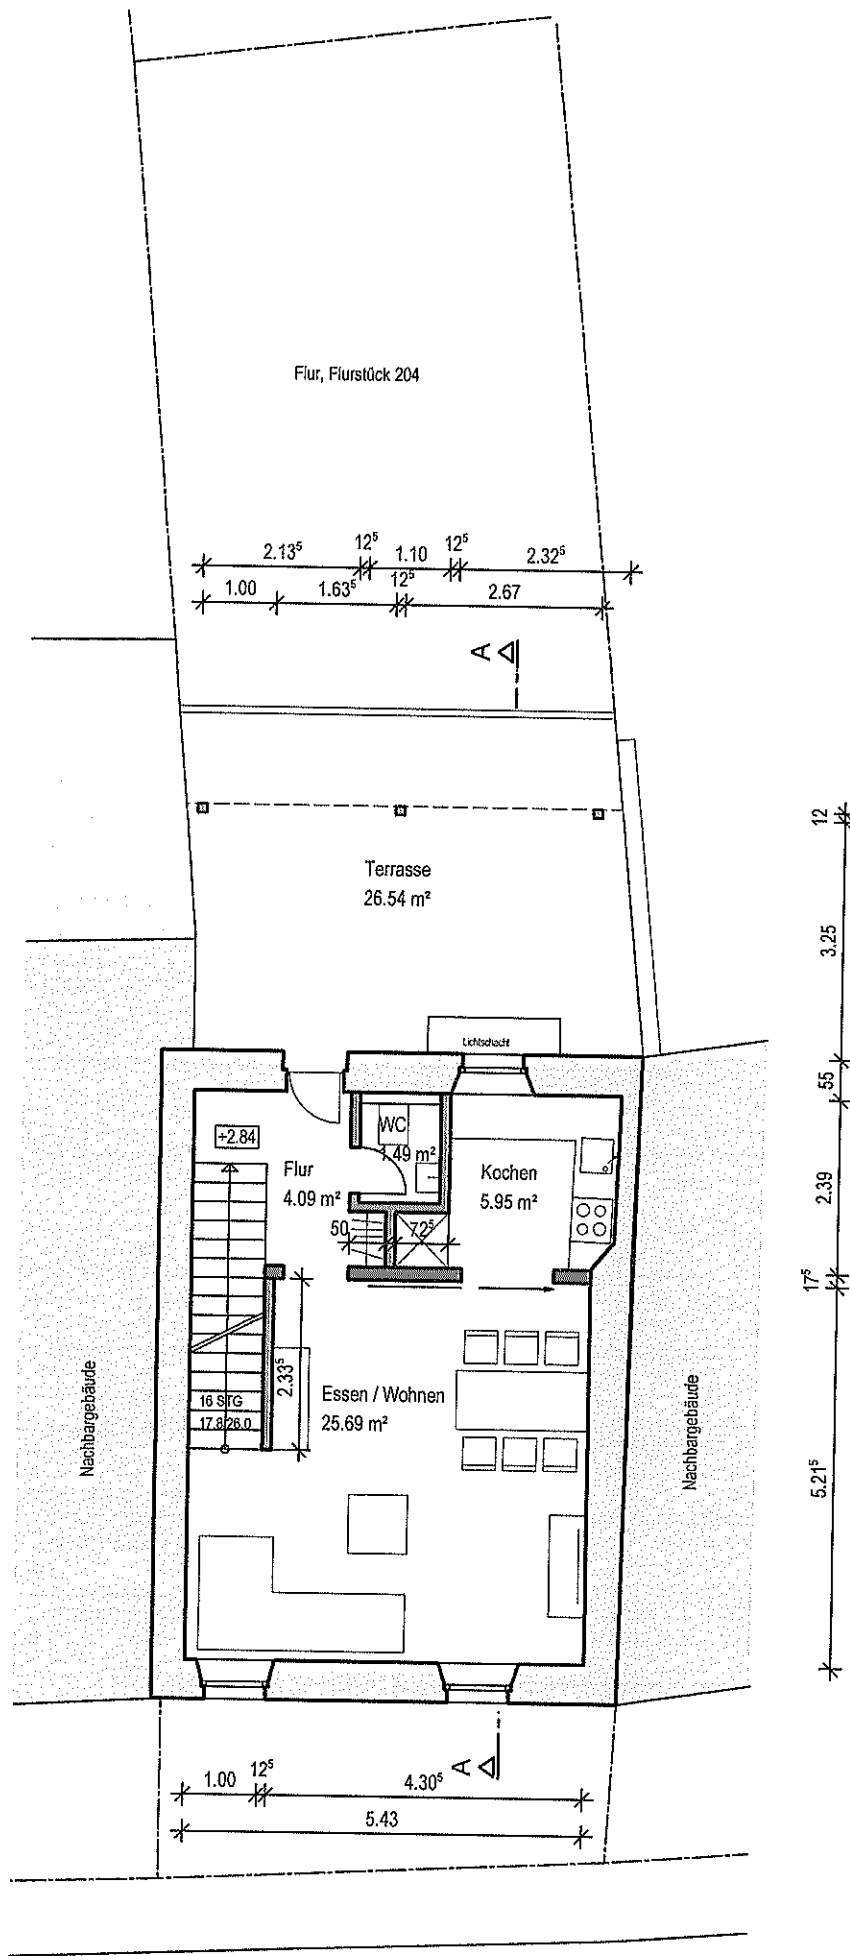 Flur, Flurstück 204
2.13⁵
12⁵
1.10
12⁵
2.32⁵
1.00
1.63⁵
12⁵
2.67
A
Terrasse
26.54 m²
12
3.25
55
2.39
17⁵
5.21⁵
Lichtschacht
+2.84
WC
1.49 m²
Flur
4.09 m²
Kochen
5.95 m²
50
72⁵
2.33⁵
16 STG
17.8/26.0
Essen / Wohnen
25.69 m²
Nachbargebäude
Nachbargebäude
A
1.00
12⁵
4.30⁵
5.43